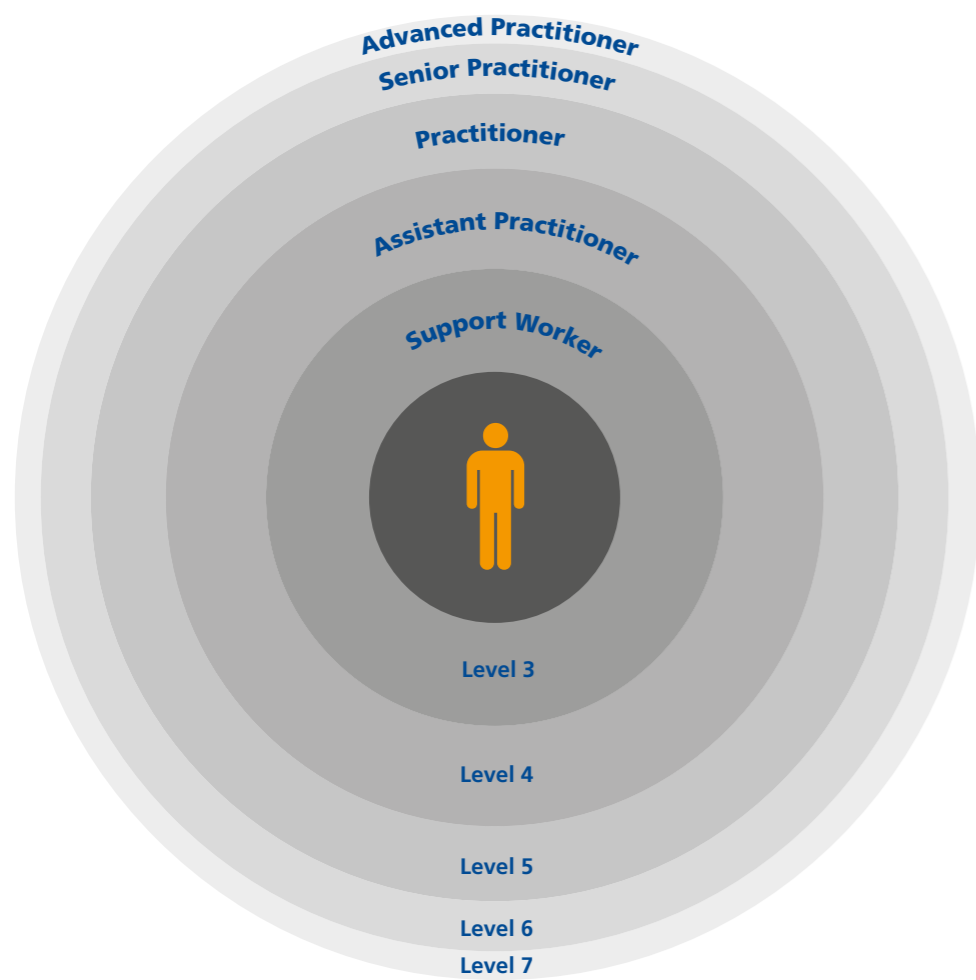 Advanced Practitioner
Senior Practitioner
Practitioner
Assistant Practitioner
Support Worker
Level 3
Level 4
Level 5
Level 6
Level 7